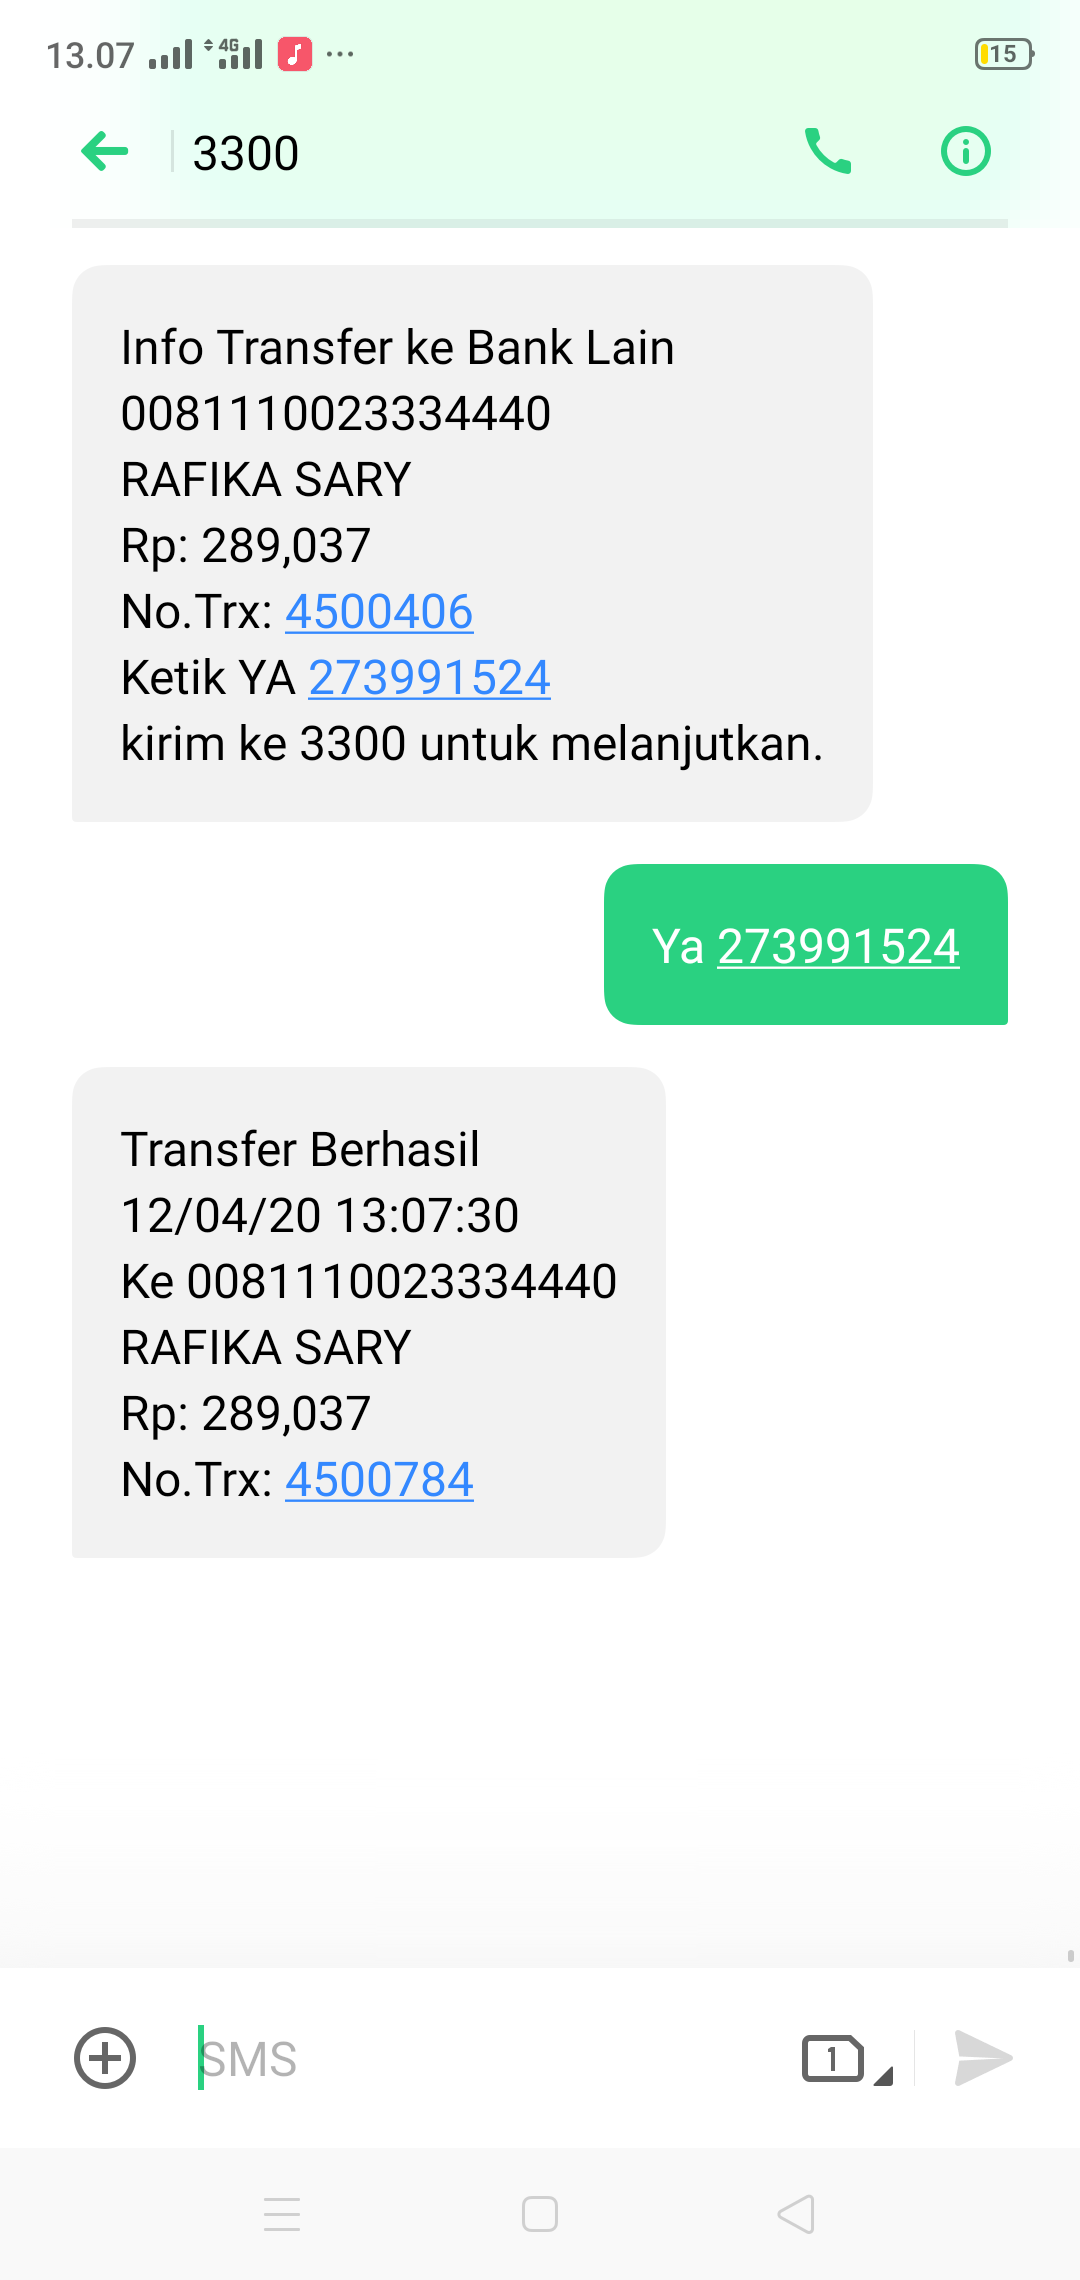 13.07 4G 15
3300
Info Transfer ke Bank Lain
0081110023334440
RAFIKA SARY
Rp: 289,037
No.Trx: 4500406
Ketik YA 273991524
kirim ke 3300 untuk melanjutkan.
Ya 273991524
Transfer Berhasil
12/04/20 13:07:30
Ke 0081110023334440
RAFIKA SARY
Rp: 289,037
No.Trx: 4500784
SMS 1